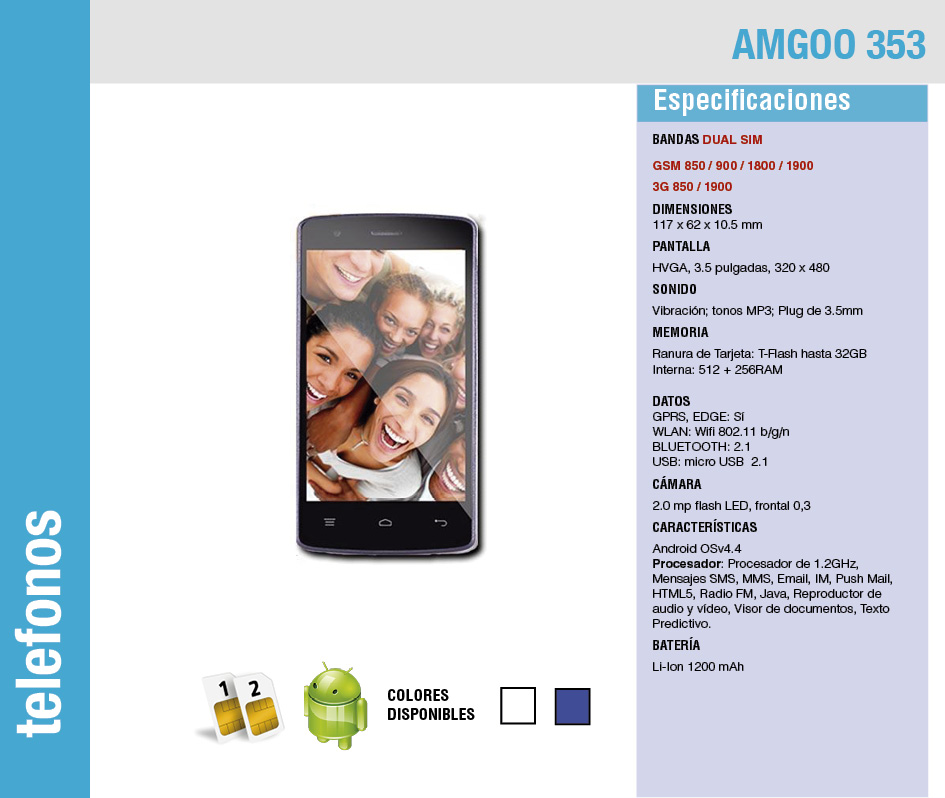 AMGOO 353
Especificaciones
BANDAS DUAL SIM
GSM 850 / 900 / 1800 / 1900
3G 850 / 1900
DIMENSIONES
117 x 62 x 10.5 mm
PANTALLA
HVGA, 3.5 pulgadas, 320 x 480
SONIDO
Vibración; tonos MP3; Plug de 3.5mm
MEMORIA
Ranura de Tarjeta: T-Flash hasta 32GB
Interna: 512 + 256RAM
DATOS
GPRS, EDGE: Sí
WLAN: Wifi 802.11 b/g/n
BLUETOOTH: 2.1
USB: micro USB 2.1
CÁMARA
2.0 mp flash LED, frontal 0,3
CARACTERÍSTICAS
Android OSv4.4
Procesador: Procesador de 1.2GHz,
Mensajes SMS, MMS, Email, IM, Push Mail,
HTML5, Radio FM, Java, Reproductor de
audio y vídeo, Visor de documentos, Texto
Predictivo.
BATERÍA
Li-Ion 1200 mAh
telefonos
1 2
COLORES
DISPONIBLES